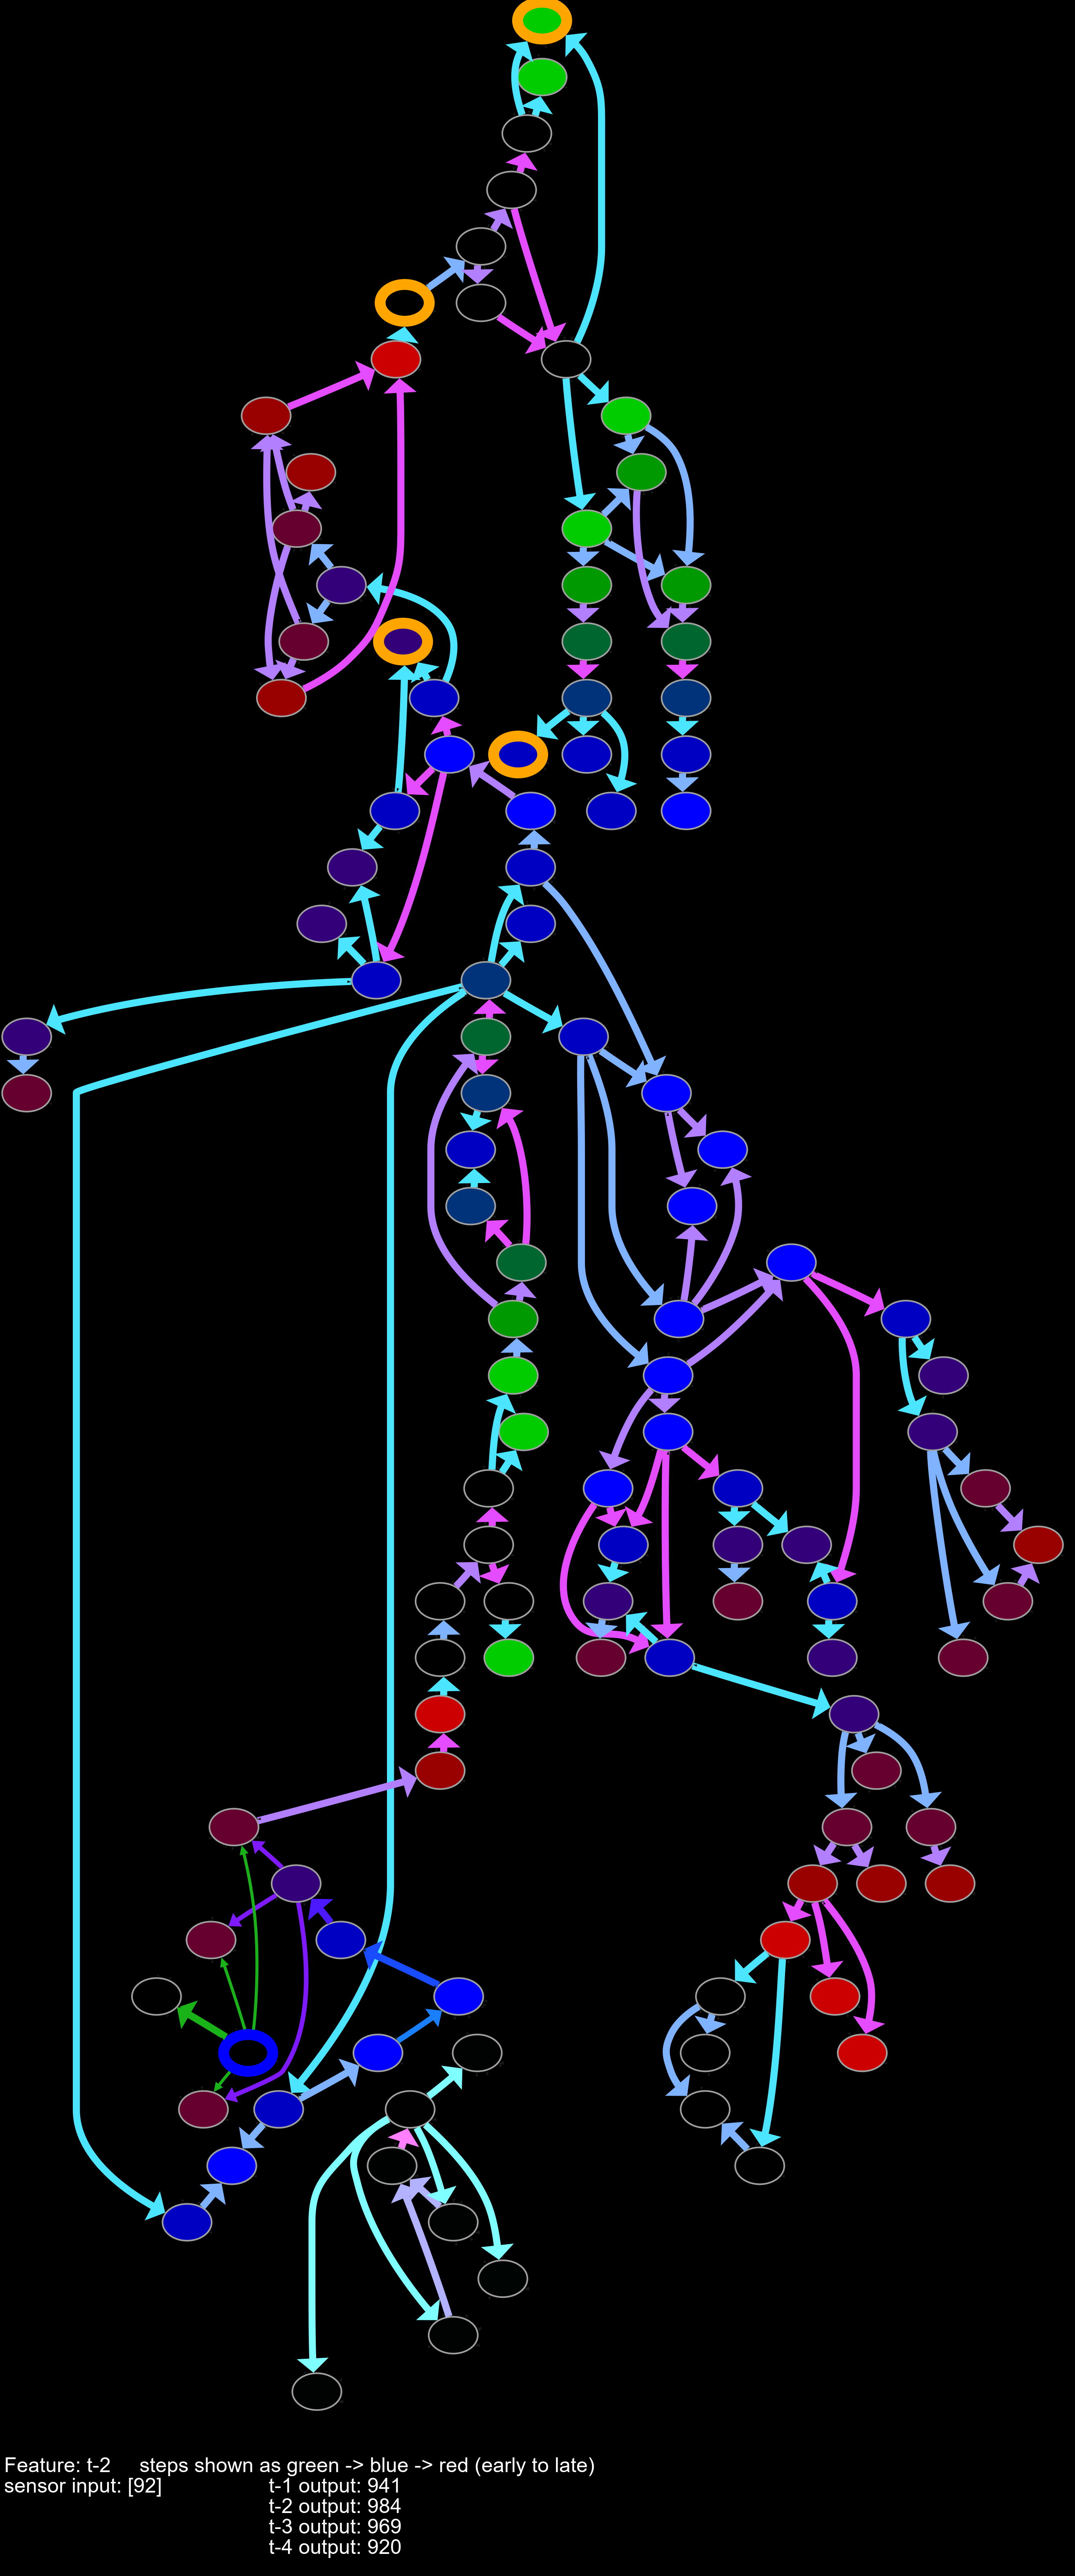 Feature: t-2 steps shown as green -> blue -> red (early to late)
sensor input: [92] t-1 output: 941
t-2 output: 984
t-3 output: 969
t-4 output: 920